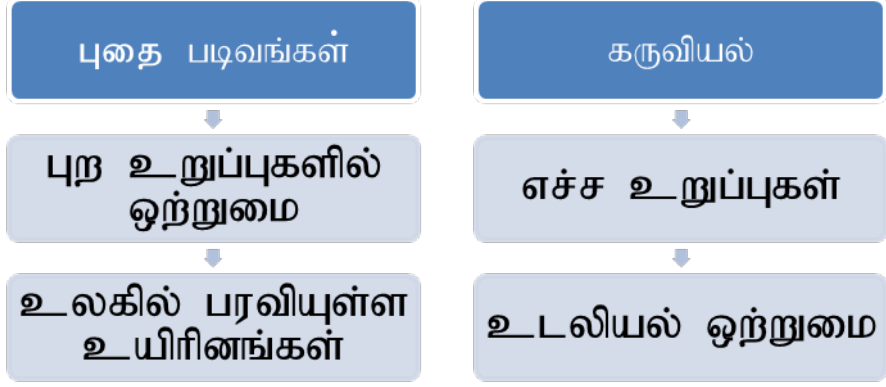 புதை படிவங்கள்
புற உறுப்புகளில்
ஒற்றுமை
உலகில் பரவியுள்ள
உயிரினங்கள்
கருவியல்
எச்ச உறுப்புகள்
உடலியல் ஒற்றுமை